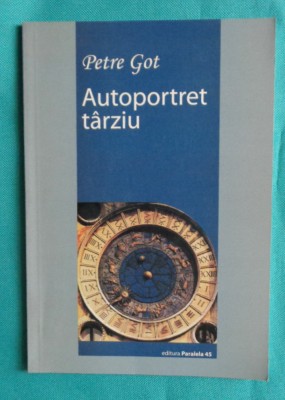 Petre Got
Autoportret
târziu
editura Paralela 45